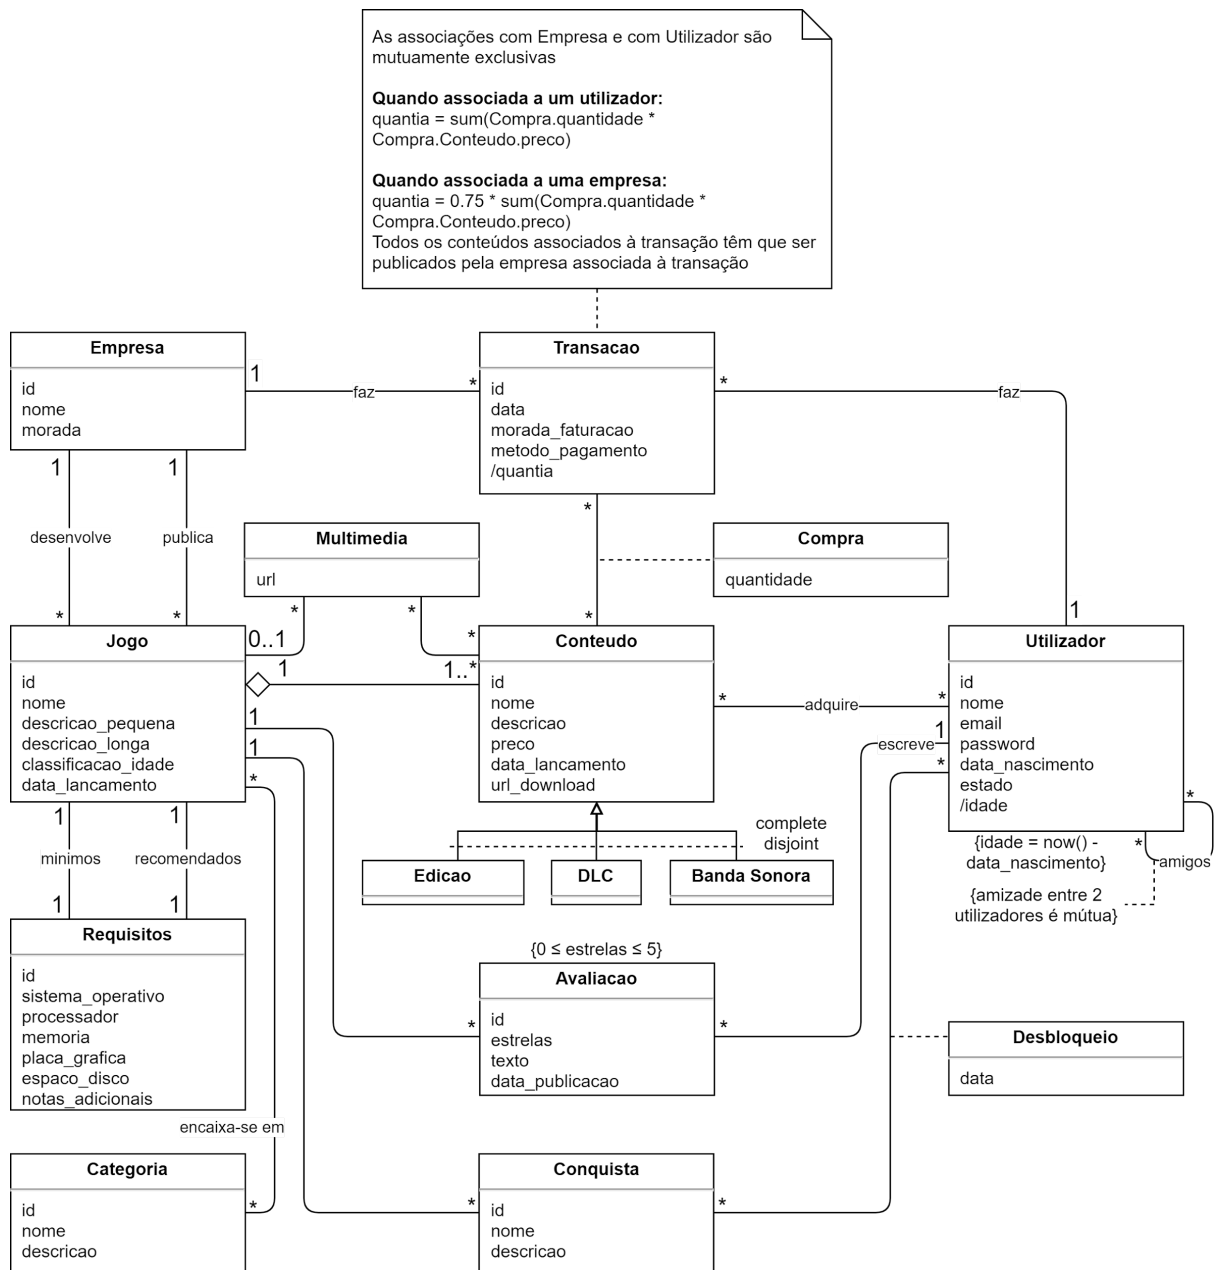 As associações com Empresa e com Utilizador são
mutuamente exclusivas
Quando associada a um utilizador:
quantia = sum(Compra.quantidade *
Compra.Conteudo.preco)
Quando associada a uma empresa:
quantia = 0.75 * sum(Compra.quantidade *
Compra.Conteudo.preco)
Todos os conteúdos associados à transação têm que ser
publicados pela empresa associada à transação
Empresa
id
nome
morada
1
faz
*
Transacao
id
data
morada_faturacao
metodo_pagamento
/quantia
*
faz
1
1
1
desenvolve
publica
*
*
Multimedia
url
*
*
*
*
Compra
quantidade
Jogo
id
nome
descricao_pequena
descricao_longa
classificacao_idade
data_lancamento
0..1
*
1
1..*
1
1
*
Conteudo
id
nome
descricao
preco
data_lancamento
url_download
*
adquire
*
Utilizador
id
nome
email
password
data_nascimento
estado
/idade
escreve
1
*
*
*
amigos
{idade = now() -
data_nascimento}
{amizade entre 2
utilizadores é mútua}
complete
disjoint
Edicao
DLC
Banda Sonora
1
1
minimos
recomendados
1
1
Requisitos
id
sistema_operativo
processador
memoria
placa_grafica
espaco_disco
notas_adicionais
{0 ≤ estrelas ≤ 5}
Avaliacao
id
estrelas
texto
data_publicacao
*
*
Desbloqueio
data
encaixa-se em
Categoria
id
nome
descricao
*
*
Conquista
id
nome
descricao
*